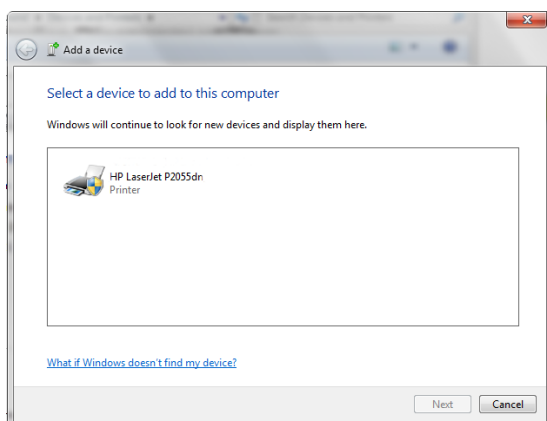 Add a device
Select a device to add to this computer
Windows will continue to look for new devices and display them here.
HP LaserJet P2055dn
Printer
What if Windows doesn't find my device?
Next
Cancel